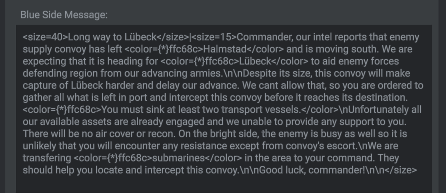 Blue Side Message:
<size=40>Long way to Lübeck</size>|<size=15>Commander, our intel reports that enemy
supply convoy has left <color={*}ffc68c>Halmstad</color> and is moving south. We are
expecting that it is heading for <color={*}ffc68c>Lübeck</color> to aid enemy forces
defending region from our advancing armies.\n\nDespite its size, this convoy will make
capture of Lübeck harder and delay our advance. We cant allow that, so you are ordered to
gather all what is left in port and intercept this convoy before it reaches its destination.
<color={*}ffc68c>You must sink at least two transport vessels.</color>\n\nUnfortunately all
our available assets are already engaged and we unable to provide any support to you.
There will be no air cover or recon. On the bright side, the enemy is busy as well so it is
unlikely that you will encounter any resistance except from convoy's escort.\nWe are
transfering <color={*}ffc68c>submarines</color> in the area to your command. They
should help you locate and intercept this convoy.\n\nGood luck, commander!\n\n</size>